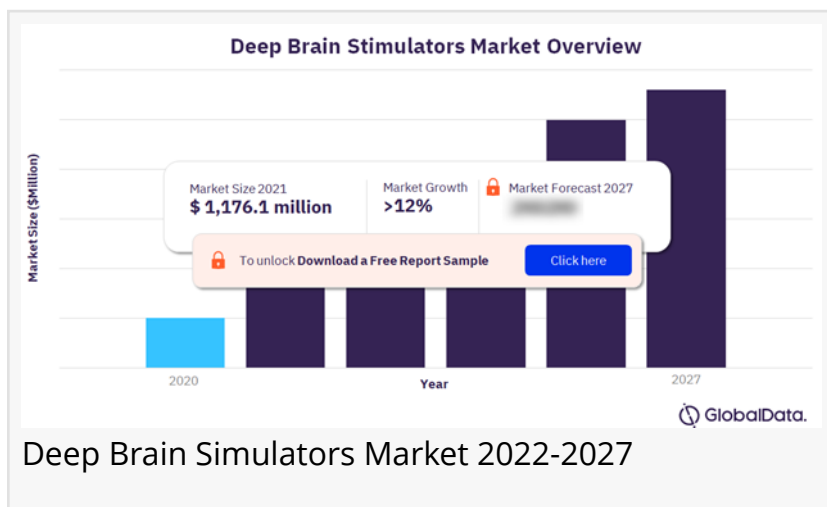 Deep Brain Stimulators Market Overview
Market Size ($Million)
Market Size 2021
$ 1,176.1 million
Market Growth
>12%
Market Forecast 2027
To unlock Download a Free Report Sample
Click here
2020
Year
2027
GlobalData.
Deep Brain Simulators Market 2022-2027